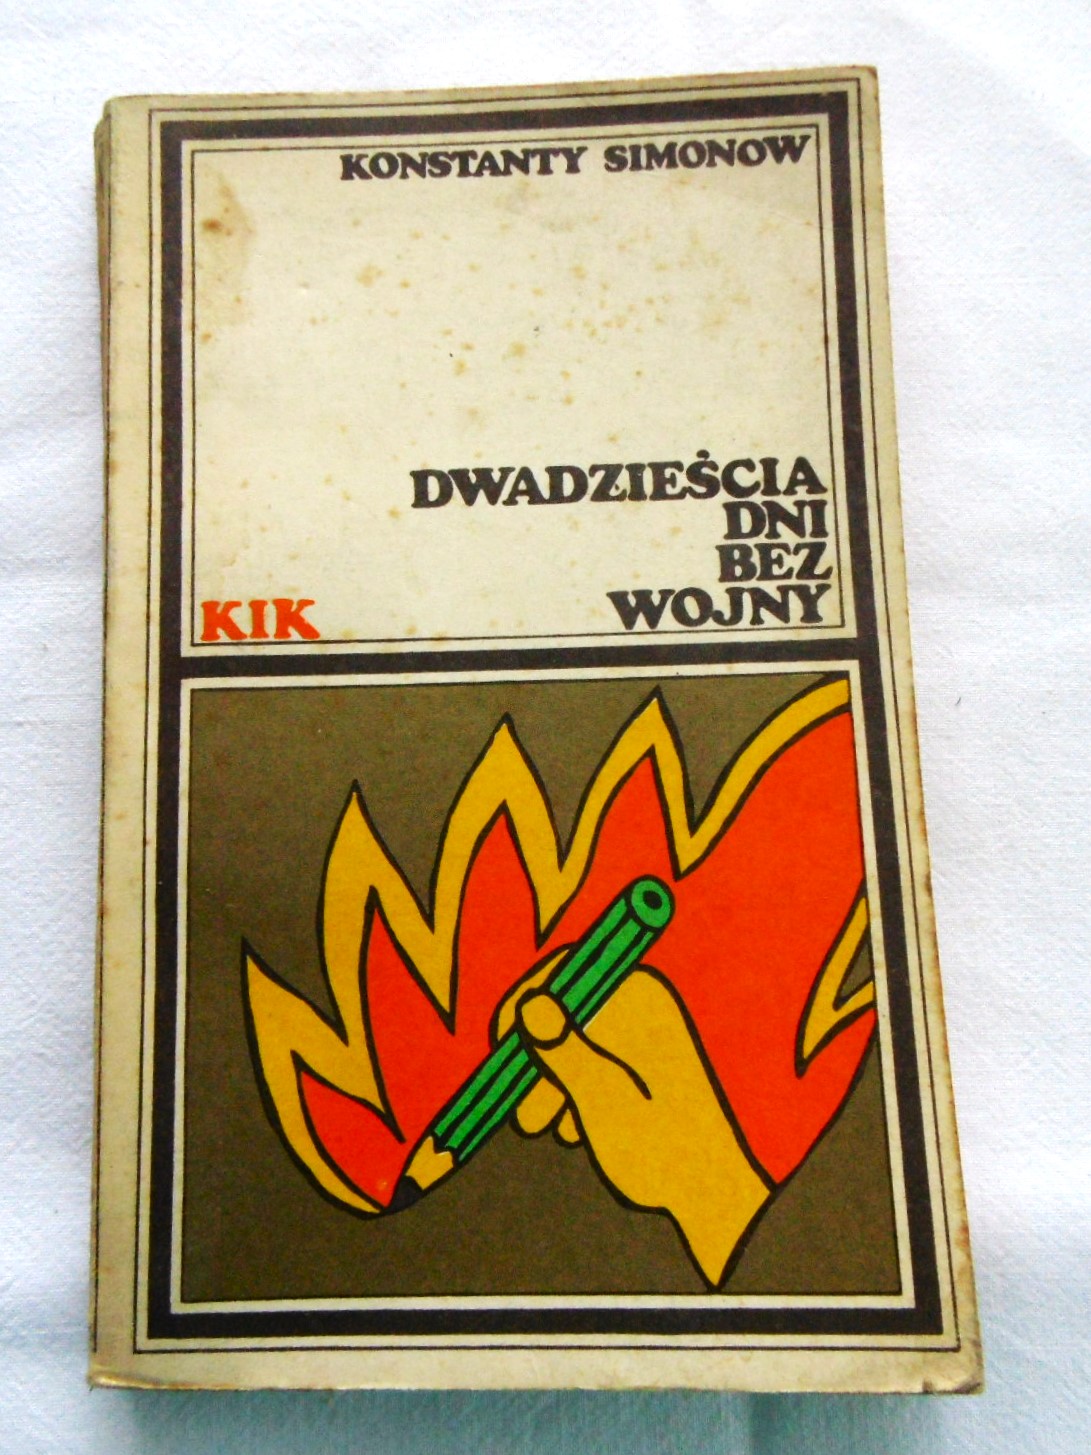 KONSTANTY SIMONOW
DWADZIEŚCIA
DNI
BEZ
WOJNY
KIK